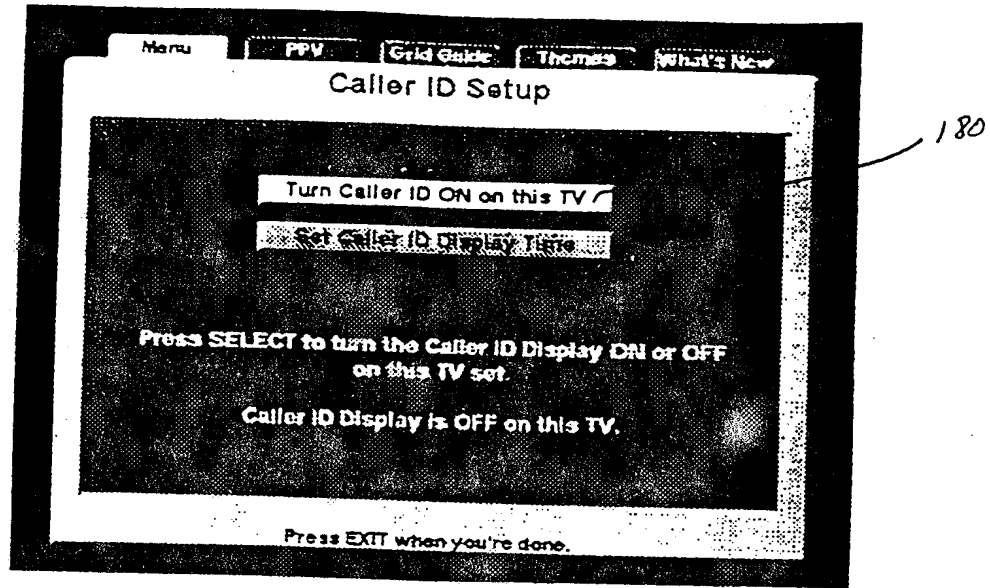 Menu PPV Grid Guide Themes What's New
Caller ID Setup
180
Turn Caller ID ON on this TV
Set Caller ID Display Time
Press SELECT to turn the Caller ID Display ON or OFF
on this TV set.
Caller ID Display is OFF on this TV.
Press EXIT when you're done.